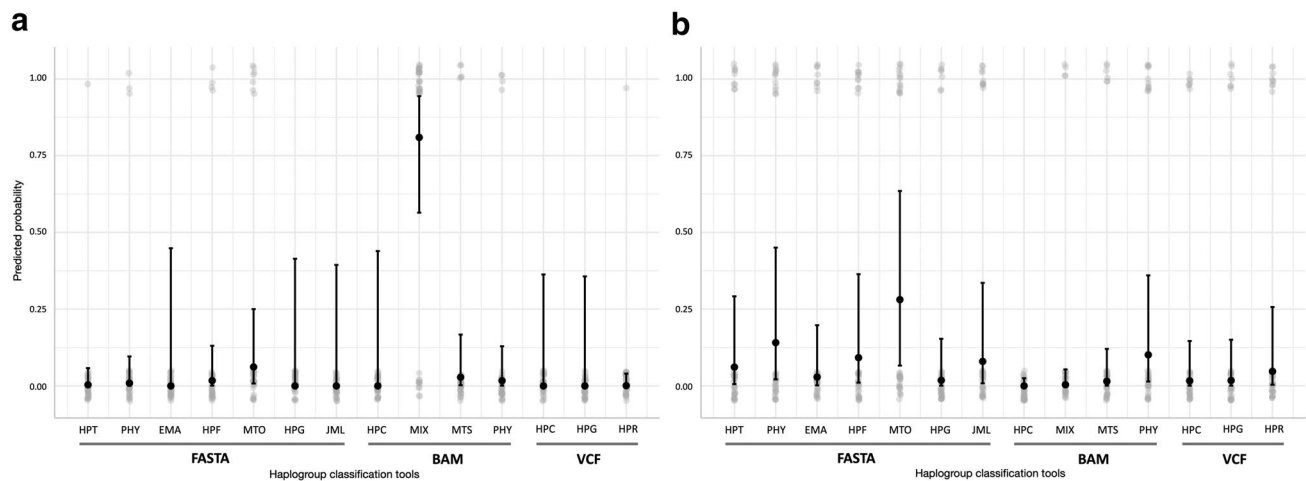 a
Predicted probability
1.00
0.75
0.50
0.25
0.00
HPT PHY EMA HPF MTO HPG JML HPC MIX MTS PHY HPC HPG HPR
FASTA BAM VCF
Haplogroup classification tools
b
1.00
0.75
0.50
0.25
0.00
HPT PHY EMA HPF MTO HPG JML HPC MIX MTS PHY HPC HPG HPR
FASTA BAM VCF
Haplogroup classification tools